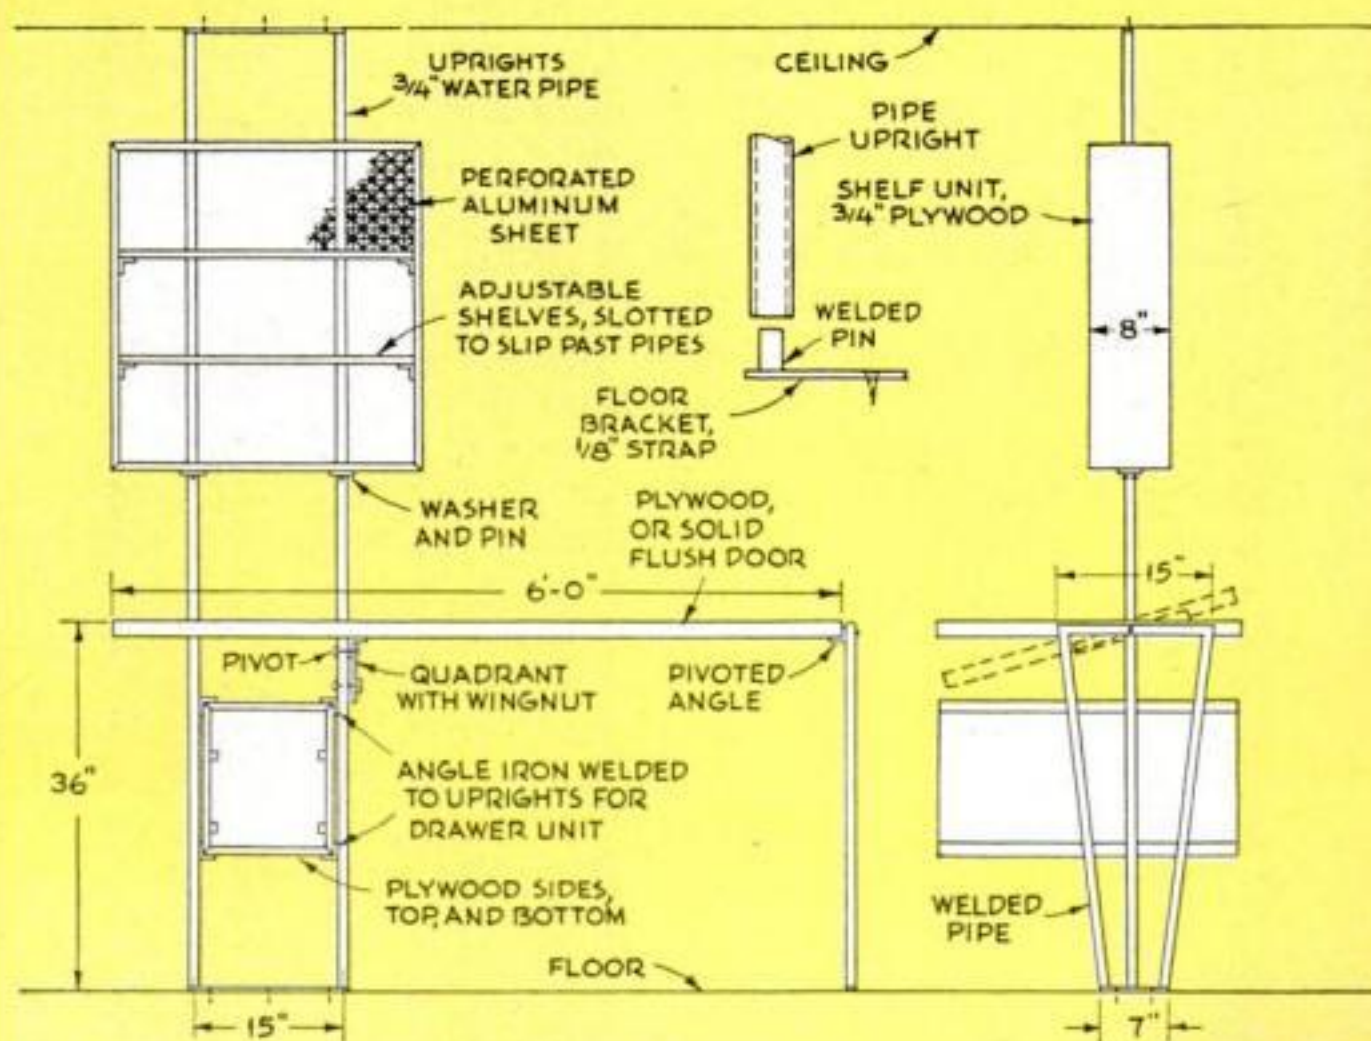 UPRIGHTS
3/4" WATER PIPE
CEILING
PIPE
UPRIGHT
PERFORATED
ALUMINUM
SHEET
SHELF UNIT,
3/4" PLYWOOD
ADJUSTABLE
SHELVES, SLOTTED
TO SLIP PAST PIPES
WELDED
PIN
8"
FLOOR
BRACKET,
1/8" STRAP
WASHER
AND PIN
PLYWOOD,
OR SOLID
FLUSH DOOR
6'-0"
15"
PIVOT
QUADRANT
WITH WINGNUT
PIVOTED
ANGLE
36"
ANGLE IRON WELDED
TO UPRIGHTS FOR
DRAWER UNIT
PLYWOOD SIDES,
TOP, AND BOTTOM
WELDED
PIPE
FLOOR
15"
7"